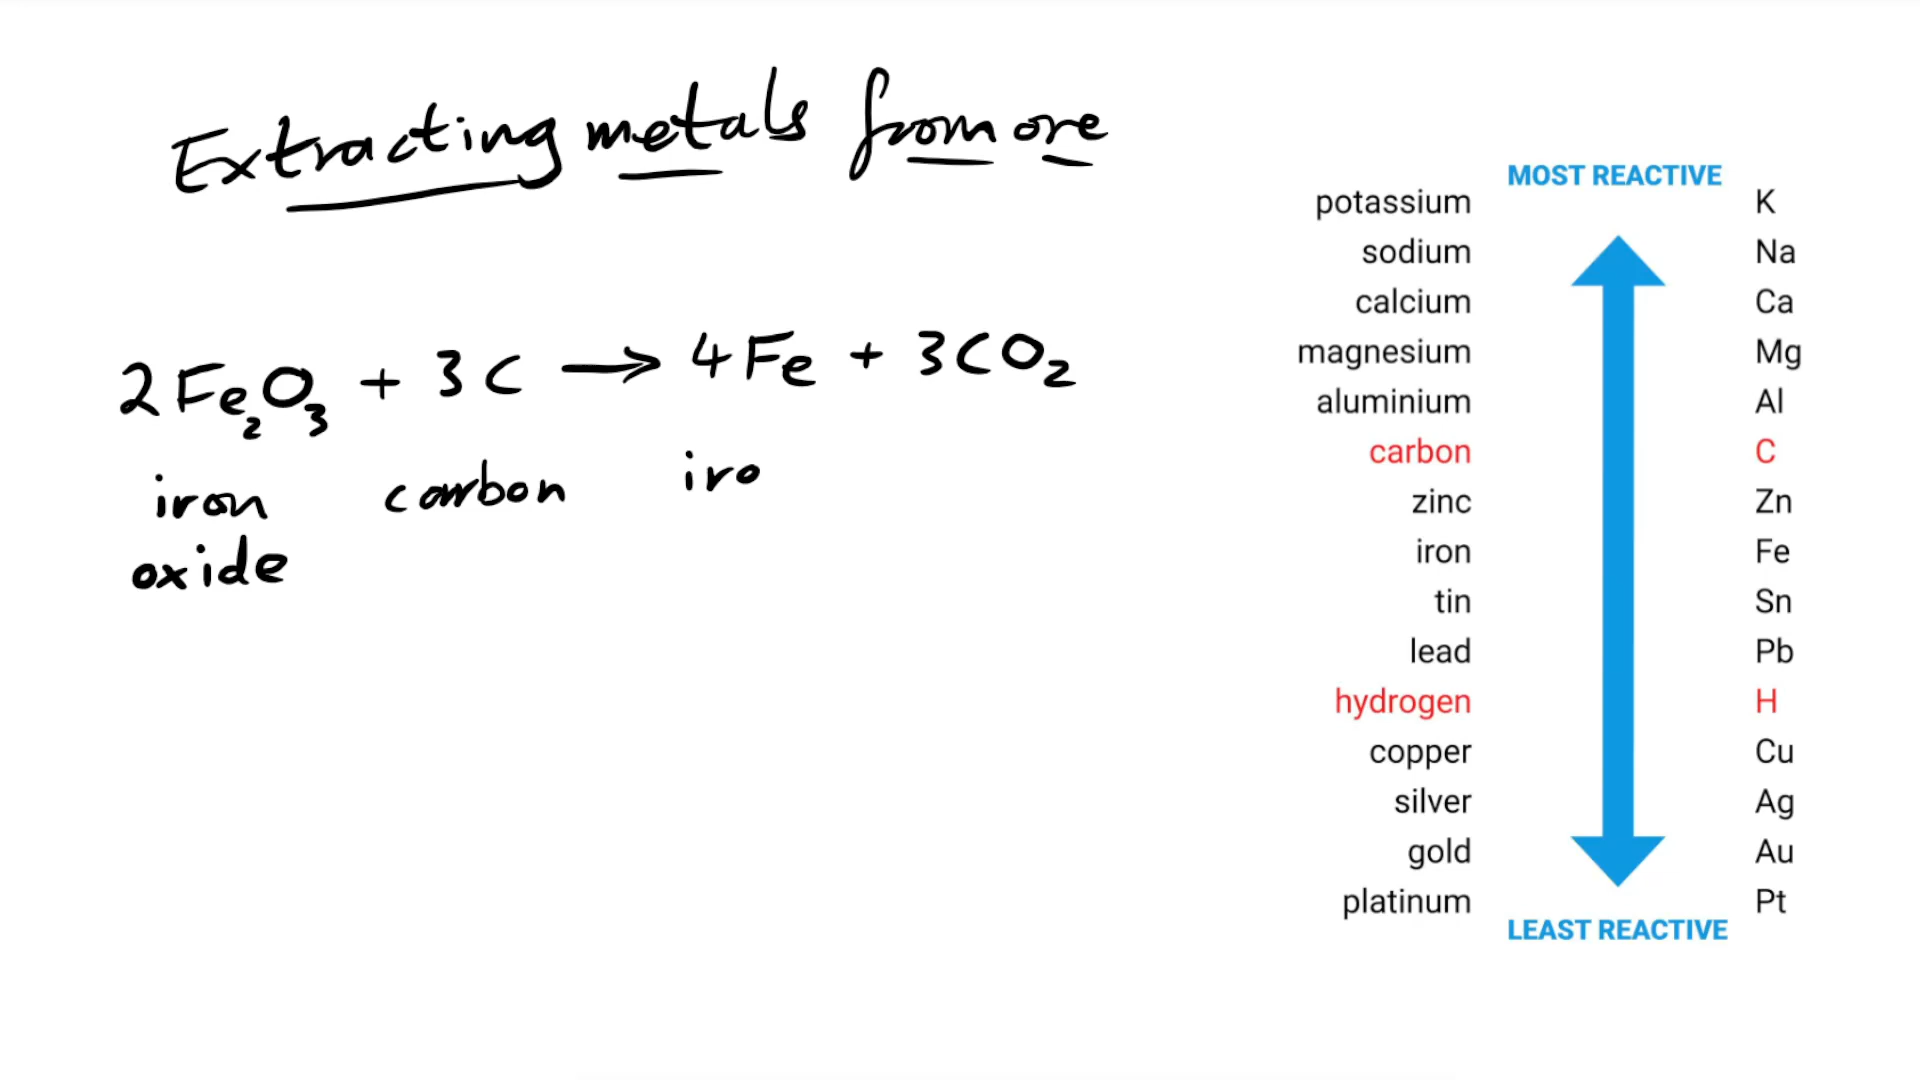 Extracting metals from ore
2Fe₂O₃ + 3C → 4Fe + 3CO₂
iron carbon iro
oxide
MOST REACTIVE
potassium K
sodium Na
calcium Ca
magnesium Mg
aluminium Al
carbon C
zinc Zn
iron Fe
tin Sn
lead Pb
hydrogen H
copper Cu
silver Ag
gold Au
platinum Pt
LEAST REACTIVE